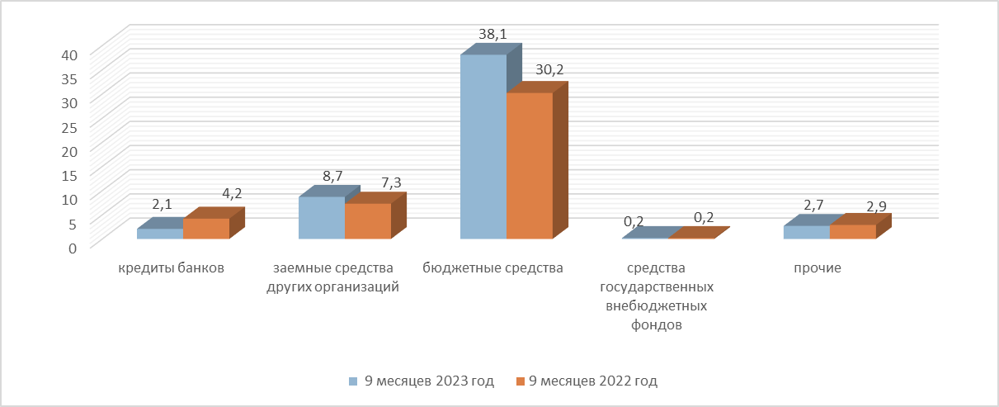 38,1
30,2
8,7
7,3
2,1
4,2
0,2
0,2
2,7
2,9
40
35
30
25
20
15
10
5
0
кредиты банков
заемные средства
других организаций
бюджетные средства
средства
государственных
внебюджетных
фондов
прочие
9 месяцев 2023 год
9 месяцев 2022 год